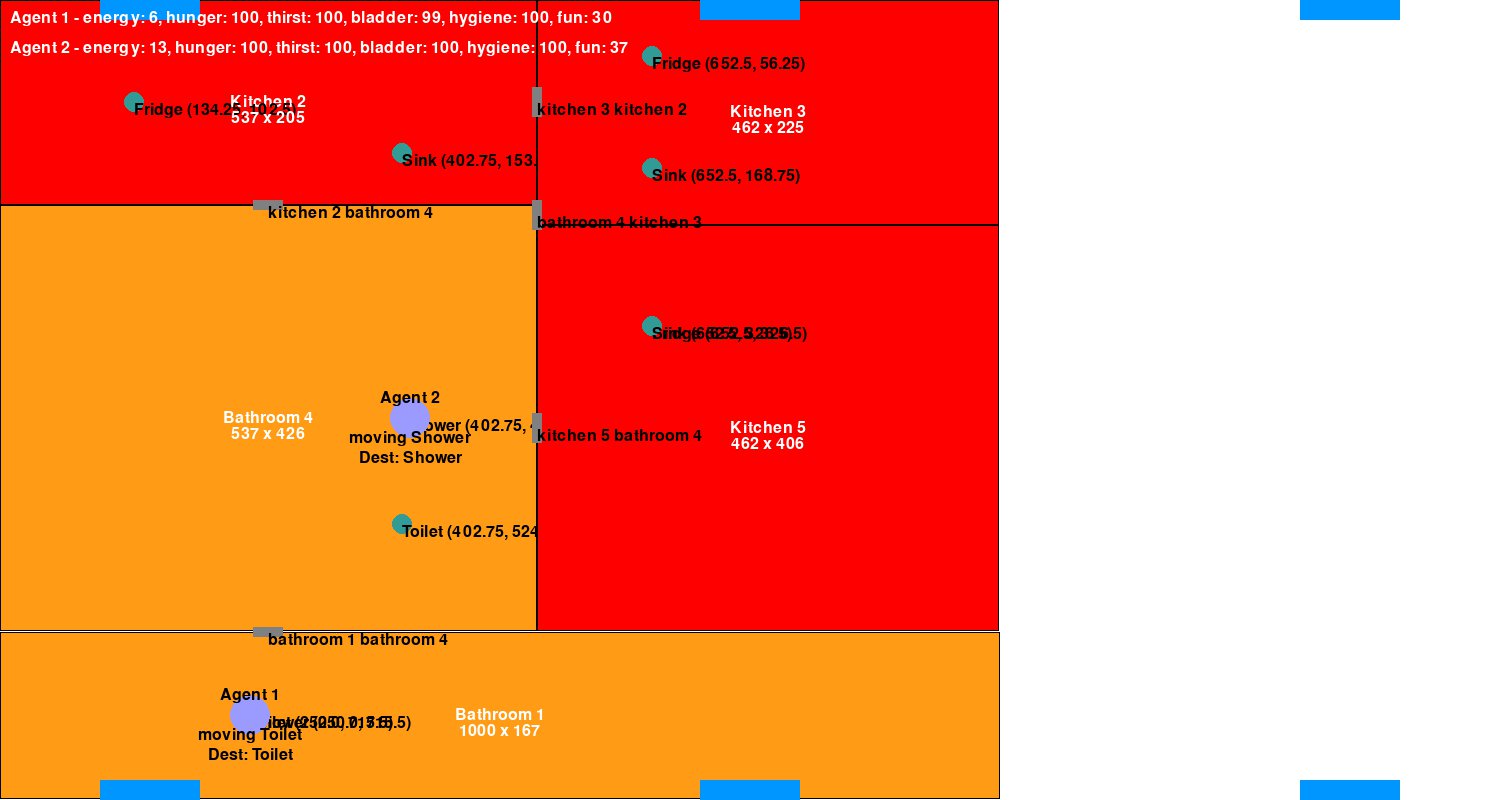 Agent 1 - energy: 6, hunger: 100, thirst: 100, bladder: 99, hygiene: 100, fun: 30
Agent 2 - energy: 13, hunger: 100, thirst: 100, bladder: 100, hygiene: 100, fun: 37
Fridge (652.5, 56.25)
Fridge (134.25, 102.5)
Kitchen 2
537 x 205
kitchen 3 kitchen 2
Kitchen 3
462 x 225
Sink (402.75, 153.
Sink (652.5, 168.75)
kitchen 2 bathroom 4
bathroom 4 kitchen 3
Agent 2
Bathroom 4
537 x 426
ower (402.75,
moving Shower
Dest: Shower
kitchen 5 bathroom 4
Kitchen 5
462 x 406
Toilet (402.75, 524
bathroom 1 bathroom 4
Agent 1
moving Toilet
Dest: Toilet
Bathroom 1
1000 x 167